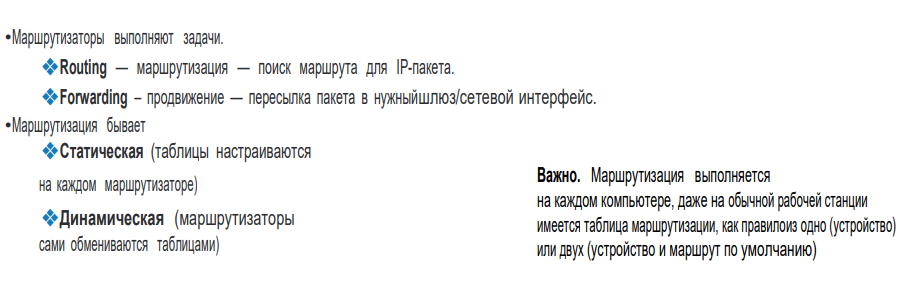 •Маршрутизаторы выполняют задачи.
❖Routing — маршрутизация — поиск маршрута для IP-пакета.
❖Forwarding – продвижение — пересылка пакета в нужныйшлюз/сетевой интерфейс.
•Маршрутизация бывает
❖Статическая (таблицы настраиваются
на каждом маршрутизаторе)
❖Динамическая (маршрутизаторы
сами обмениваются таблицами)
Важно. Маршрутизация выполняется
на каждом компьютере, даже на обычной рабочей станции
имеется таблица маршрутизации, как правилоиз одно (устройство)
или двух (устройство и маршрут по умолчанию)